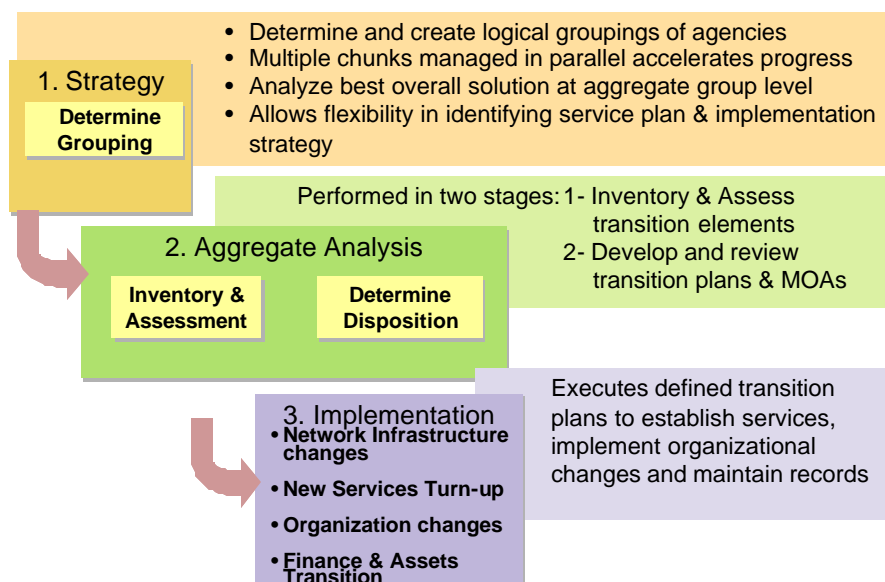 • Determine and create logical groupings of agencies
• Multiple chunks managed in parallel accelerates progress
• Analyze best overall solution at aggregate group level
• Allows flexibility in identifying service plan & implementation
strategy
1. Strategy
Determine
Grouping
Performed in two stages: 1- Inventory & Assess
transition elements
2- Develop and review
transition plans & MOAs
2. Aggregate Analysis
Inventory &
Assessment
Determine
Disposition
Executes defined transition
plans to establish services,
implement organizational
changes and maintain records
3. Implementation
• Network Infrastructure
changes
• New Services Turn-up
• Organization changes
• Finance & Assets
Transition